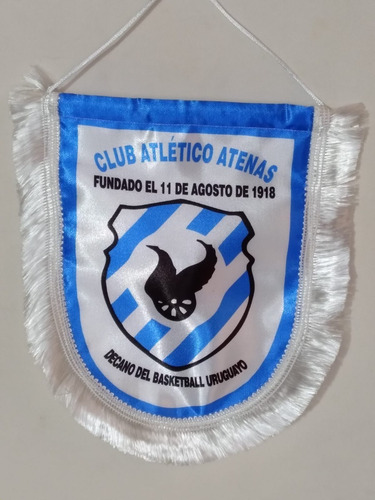 CLUB ATLÉTICO ATENAS
FUNDADO EL 11 DE AGOSTO DE 1918
DECANO DEL BASKETBALL URUGUAYO